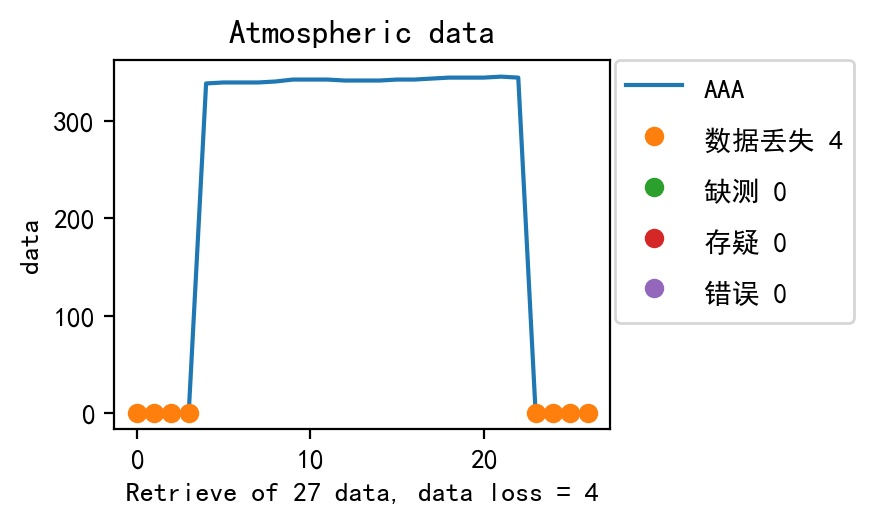 Atmospheric data
AAA
数据丢失 4
缺测 0
存疑 0
错误 0
data
300
200
100
0
0 10 20
Retrieve of 27 data, data loss = 4